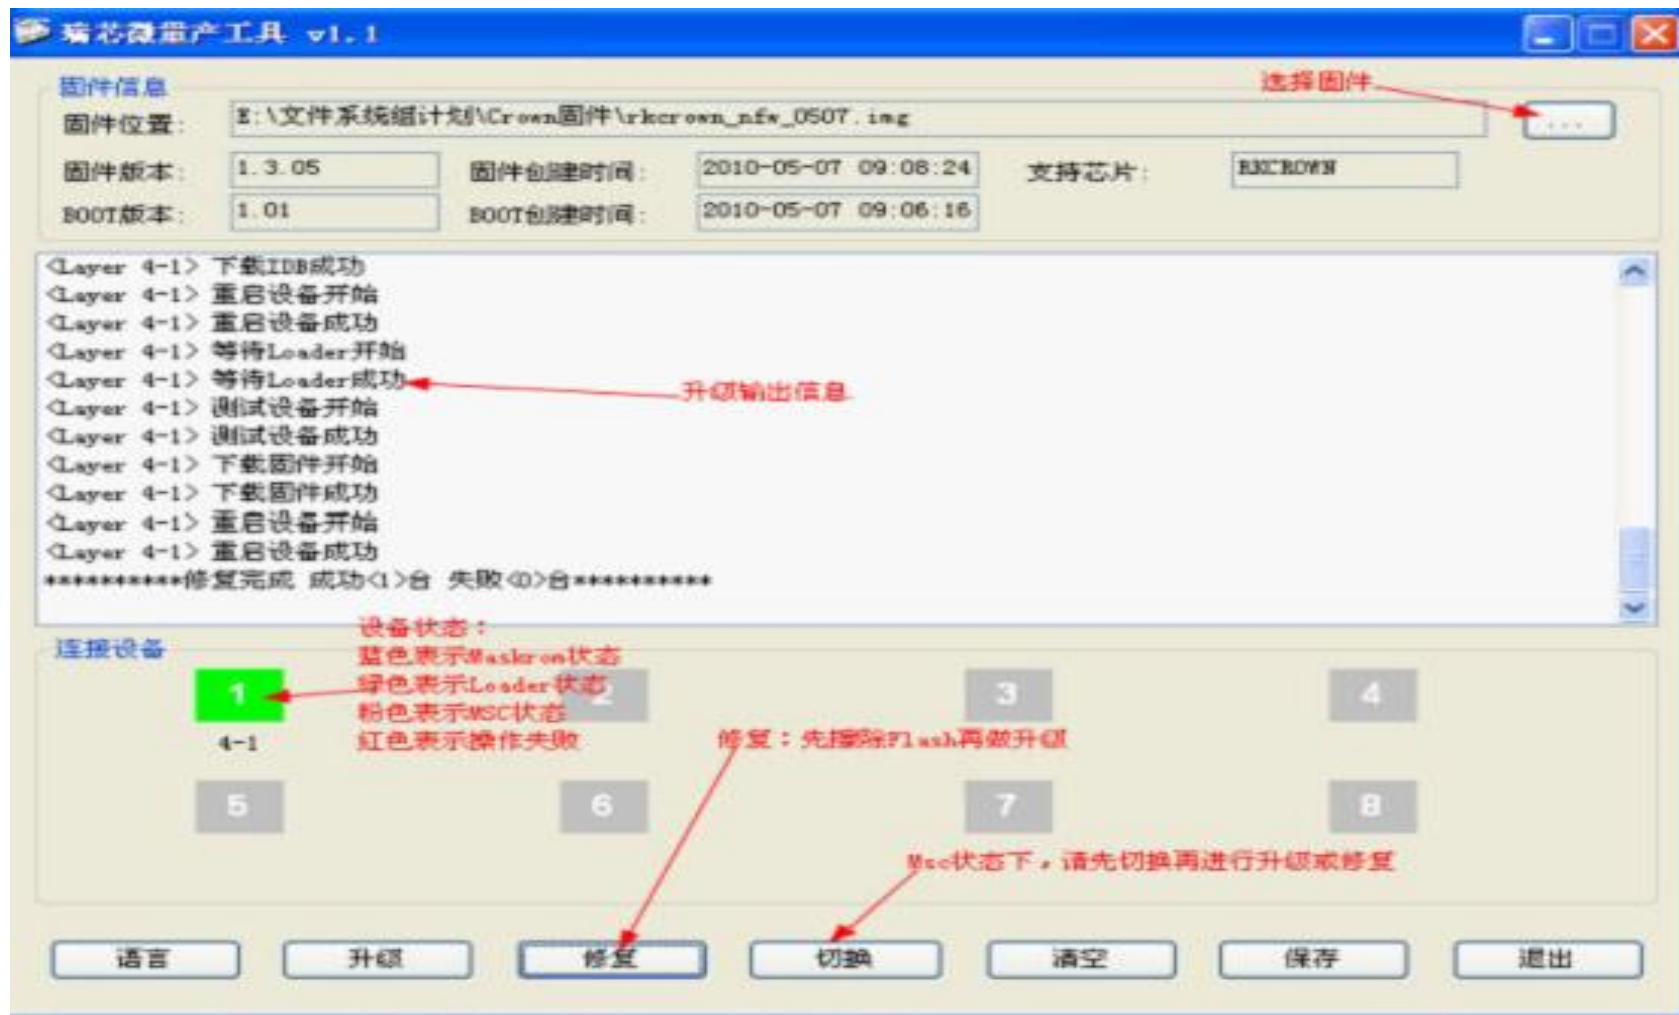 瑞芯微量产工具 v1.1
固件信息
选择固件
固件位置: E:\文件系统组计划\Crown固件\rkcrown_nfw_0507.img ...
固件版本: 1.3.05 固件创建时间: 2010-05-07 09:08:24 支持芯片: RKCROWN
BOOT版本: 1.01 BOOT创建时间: 2010-05-07 09:06:16
<Layer 4-1> 下载IDB成功
<Layer 4-1> 重启设备开始
<Layer 4-1> 重启设备成功
<Layer 4-1> 等待Loader开始
<Layer 4-1> 等待Loader成功
升级输出信息
<Layer 4-1> 测试设备开始
<Layer 4-1> 测试设备成功
<Layer 4-1> 下载固件开始
<Layer 4-1> 下载固件成功
<Layer 4-1> 重启设备开始
<Layer 4-1> 重启设备成功
**********修复完成 成功<1>台 失败<0>台**********
连接设备
设备状态：
蓝色表示Maskrom状态
绿色表示Loader状态
粉色表示MSC状态
红色表示操作失败
1 2 3 4
4-1
修复：先擦除Flash再做升级
5 6 7 8
Msc状态下，请先切换再进行升级或修复
语言 升级 修复 切换 清空 保存 退出